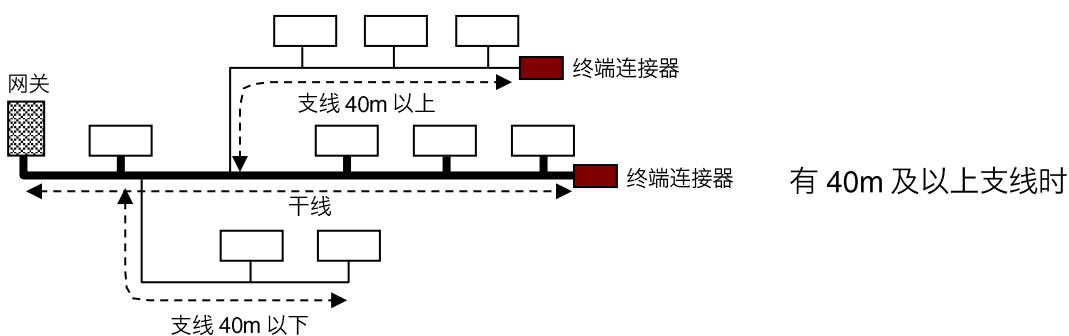 终端连接器
网关
支线 40m 以上
终端连接器
有 40m 及以上支线时
干线
支线 40m 以下